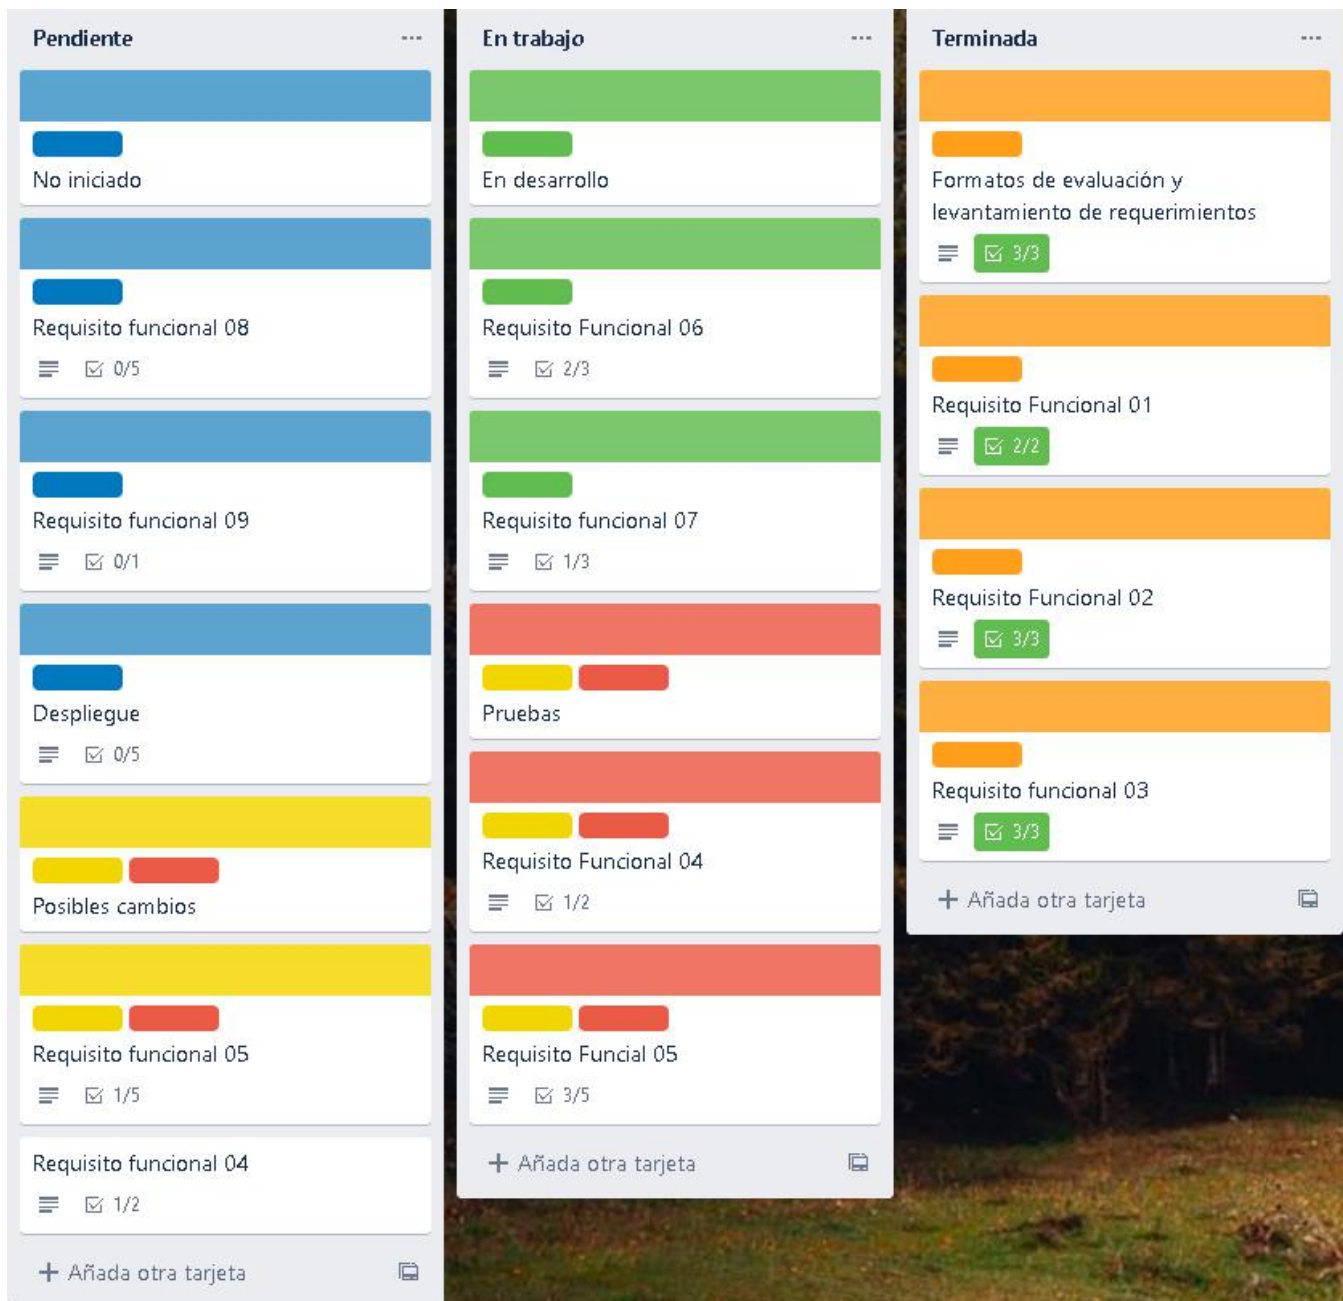 Pendiente
No iniciado
Requisito funcional 08
0/5
Requisito funcional 09
0/1
Despliegue
0/5
Posibles cambios
Requisito funcional 05
1/5
Requisito funcional 04
1/2
+ Añada otra tarjeta
En trabajo
En desarrollo
Requisito Funcional 06
2/3
Requisito funcional 07
1/3
Pruebas
Requisito Funcional 04
1/2
Requisito Funcial 05
3/5
+ Añada otra tarjeta
Terminada
Formatos de evaluación y
levantamiento de requerimientos
3/3
Requisito Funcional 01
2/2
Requisito Funcional 02
3/3
Requisito funcional 03
3/3
+ Añada otra tarjeta